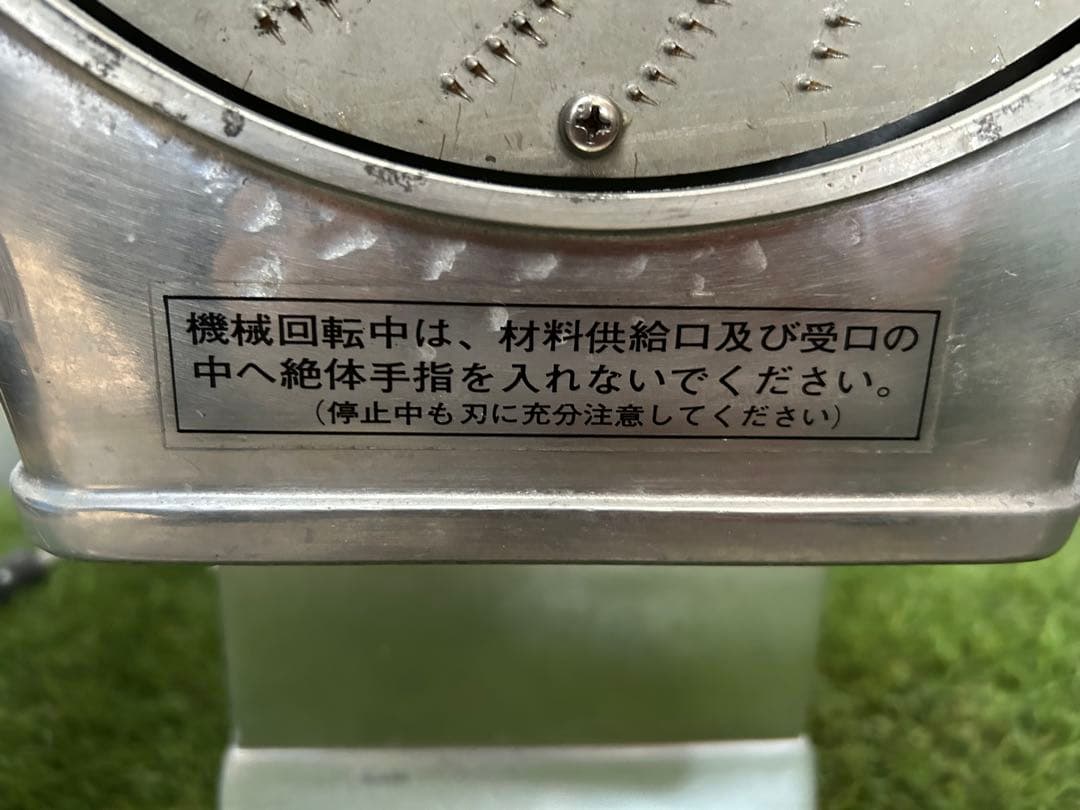 機械回転中は、材料供給口及び受口の
中へ絶体手指を入れないでください。
（停止中も刃に充分注意してください）